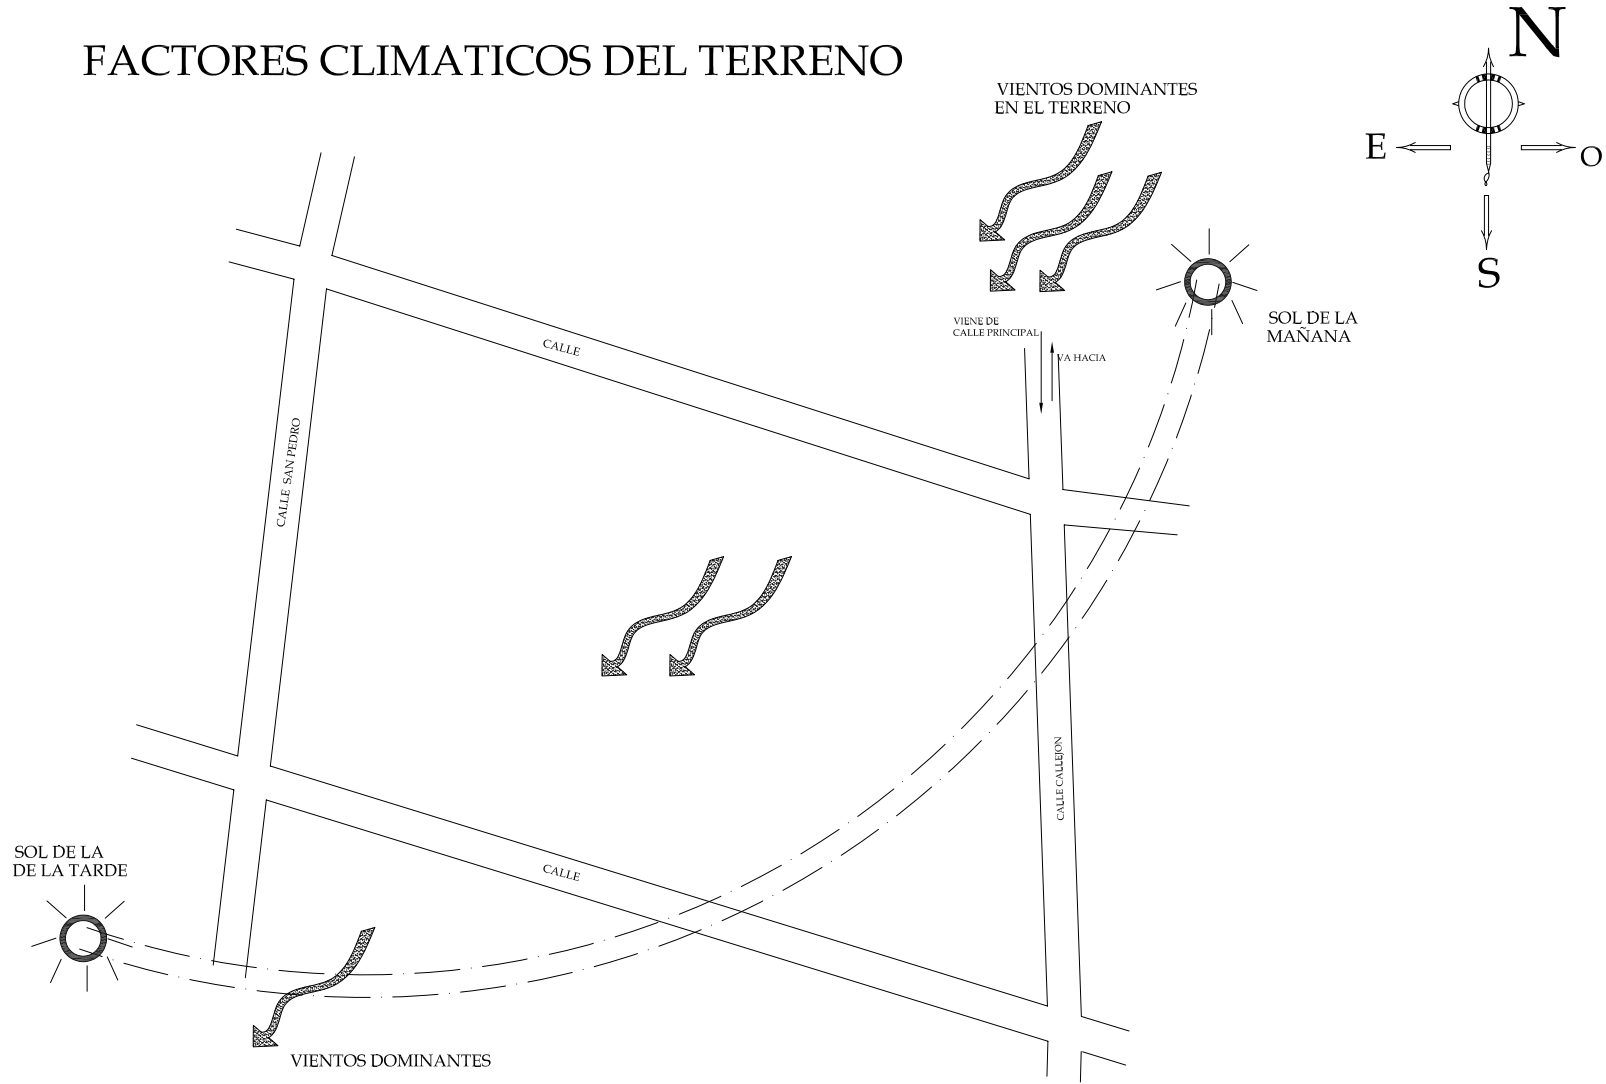 FACTORES CLIMATICOS DEL TERRENO
N
VIENTOS DOMINANTES
EN EL TERRENO
E
O
S
SOL DE LA
MAÑANA
VIENE DE
CALLE PRINCIPAL
VA HACIA
CALLE
CALLE SAN PEDRO
CALLE CALLEJON
SOL DE LA
DE LA TARDE
CALLE
VIENTOS DOMINANTES